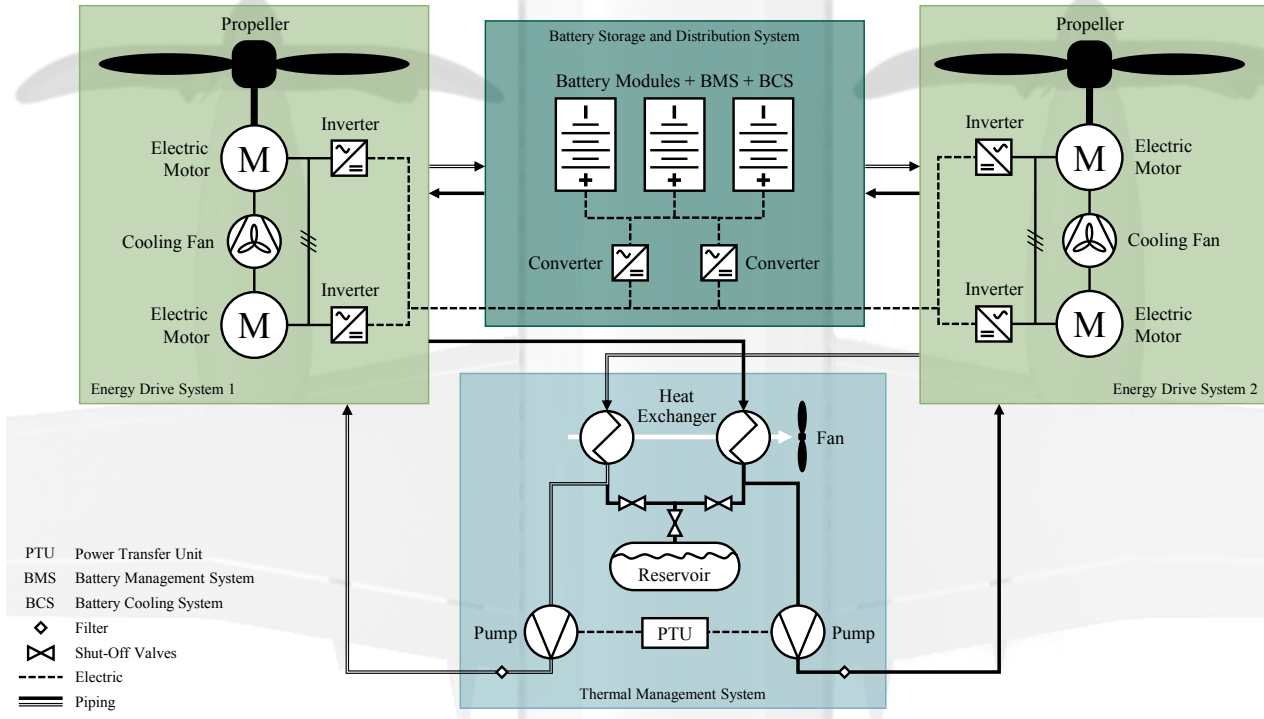 Propeller
Inverter
Electric
Motor
M
Cooling Fan
Inverter
Electric
Motor
M
Energy Drive System 1
Battery Storage and Distribution System
Battery Modules + BMS + BCS
Converter
Converter
Propeller
Inverter
Electric
Motor
M
Cooling Fan
Inverter
Electric
Motor
M
Energy Drive System 2
Heat
Exchanger
Fan
Reservoir
Pump
PTU
Pump
Thermal Management System
PTU Power Transfer Unit
BMS Battery Management System
BCS Battery Cooling System
Filter
Shut-Off Valves
Electric
Piping